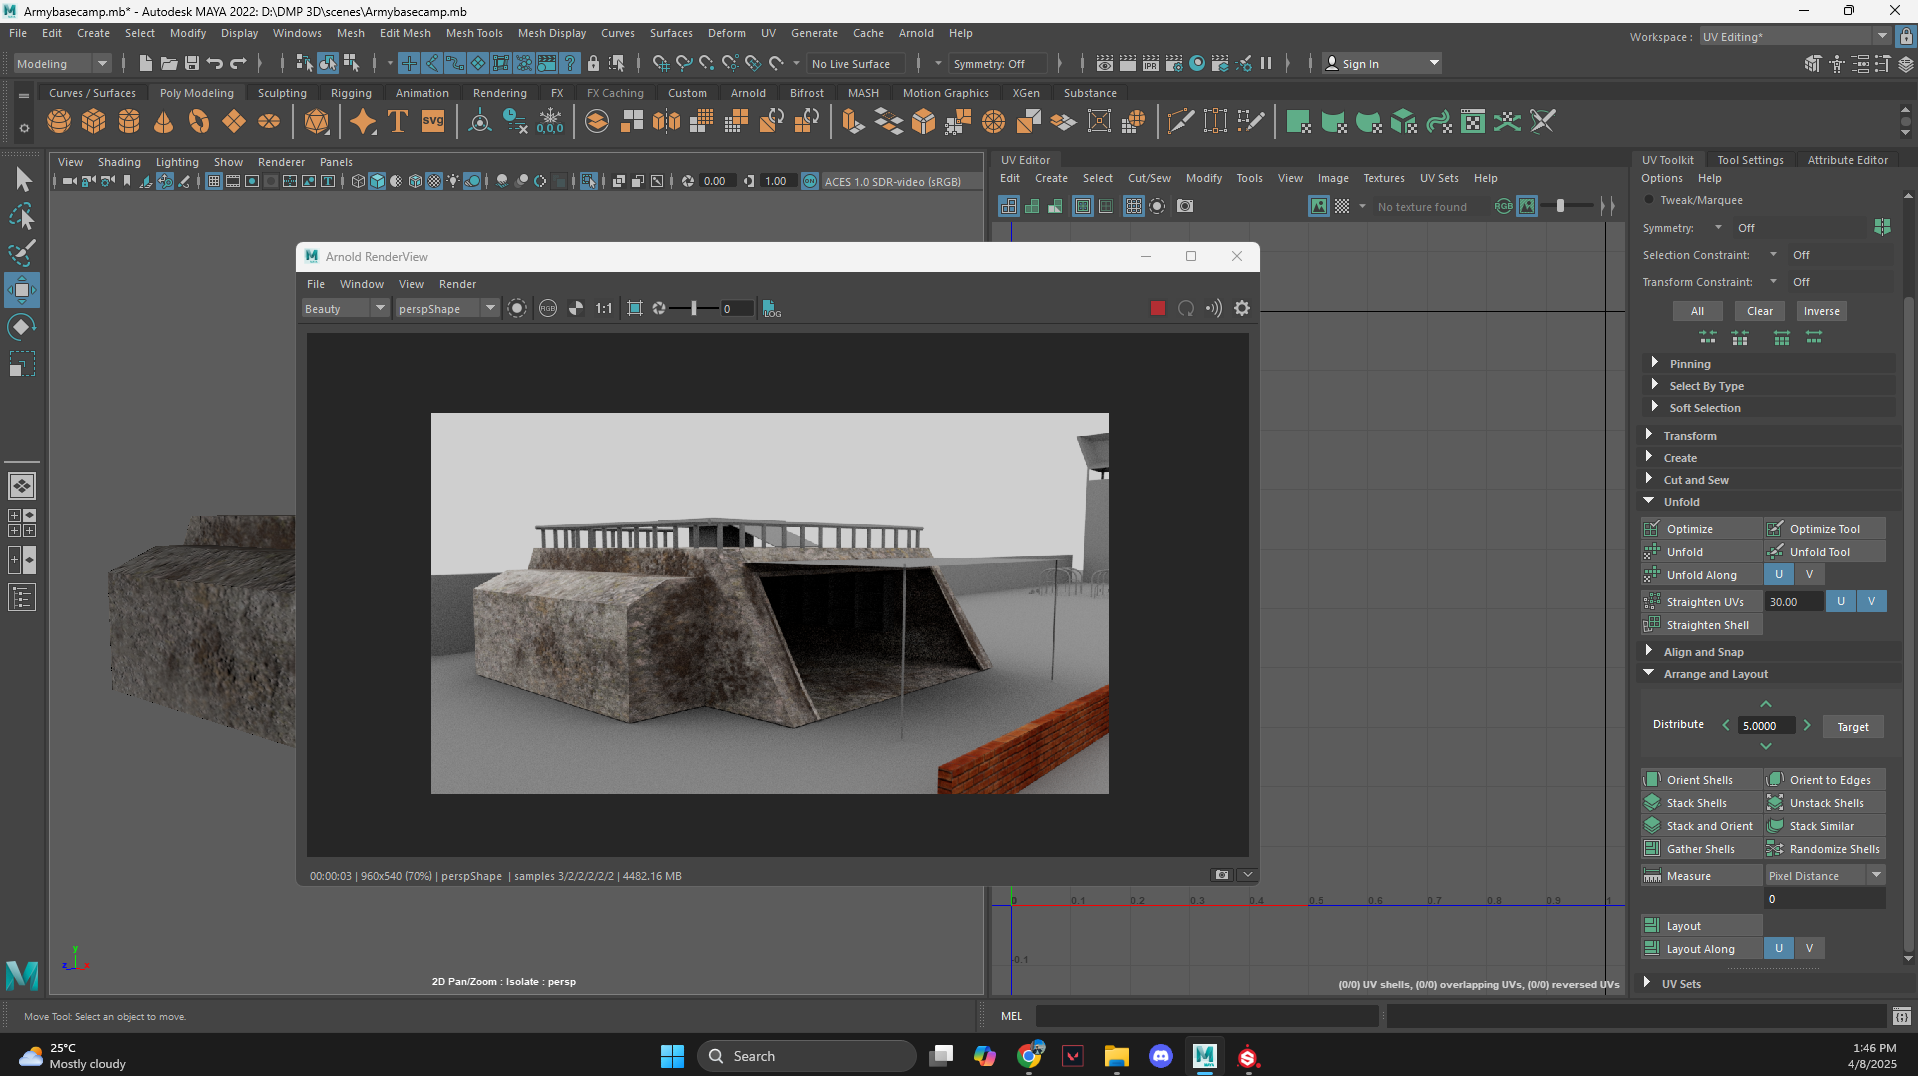 Armybasecamp.mb* - Autodesk MAYA 2022: D:\DMP 3D\scenes\Armybasecamp.mb
File Edit Create Select Modify Display Windows Mesh Edit Mesh Mesh Tools Mesh Display Curves Surfaces Deform UV Generate Cache Arnold Help
Workspace : UV Editing*
Modeling No Live Surface Symmetry: Off Sign In
Curves / Surfaces Poly Modeling Sculpting Rigging Animation Rendering FX FX Caching Custom Arnold Bifrost MASH Motion Graphics XGen Substance
T svg 0,0,0
View Shading Lighting Show Renderer Panels
0.00 1.00 ACES 1.0 SDR-video (sRGB)
UV Editor
Edit Create Select Cut/Sew Modify Tools View Image Textures UV Sets Help
No texture found RGB
UV Toolkit Tool Settings Attribute Editor
Options Help
Tweak/Marquee
Symmetry: Off
Selection Constraint: Off
Transform Constraint: Off
All Clear Inverse
Pinning
Select By Type
Soft Selection
Transform
Create
Cut and Sew
Unfold
Optimize Optimize Tool
Unfold Unfold Tool
Unfold Along U V
Straighten UVs 30.00 U V
Straighten Shell
Align and Snap
Arrange and Layout
Distribute 5.0000 Target
Orient Shells Orient to Edges
Stack Shells Unstack Shells
Stack and Orient Stack Similar
Gather Shells Randomize Shells
Measure Pixel Distance
0
Layout
Layout Along U V
UV Sets
Arnold RenderView
File Window View Render
Beauty perspShape RGB 1:1 0 LOG
00:00:03 | 960x540 (70%) | perspShape | samples 3/2/2/2/2/2 | 4482.16 MB
0 0.1 0.2 0.3 0.4 0.5 0.6 0.7 0.8 0.9 1
-0.1
y
z x
2D Pan/Zoom : Isolate : persp
(0/0) UV shells, (0/0) overlapping UVs, (0/0) reversed UVs
Move Tool: Select an object to move.
MEL
25°C
Mostly cloudy
Search
1:46 PM
4/8/2025